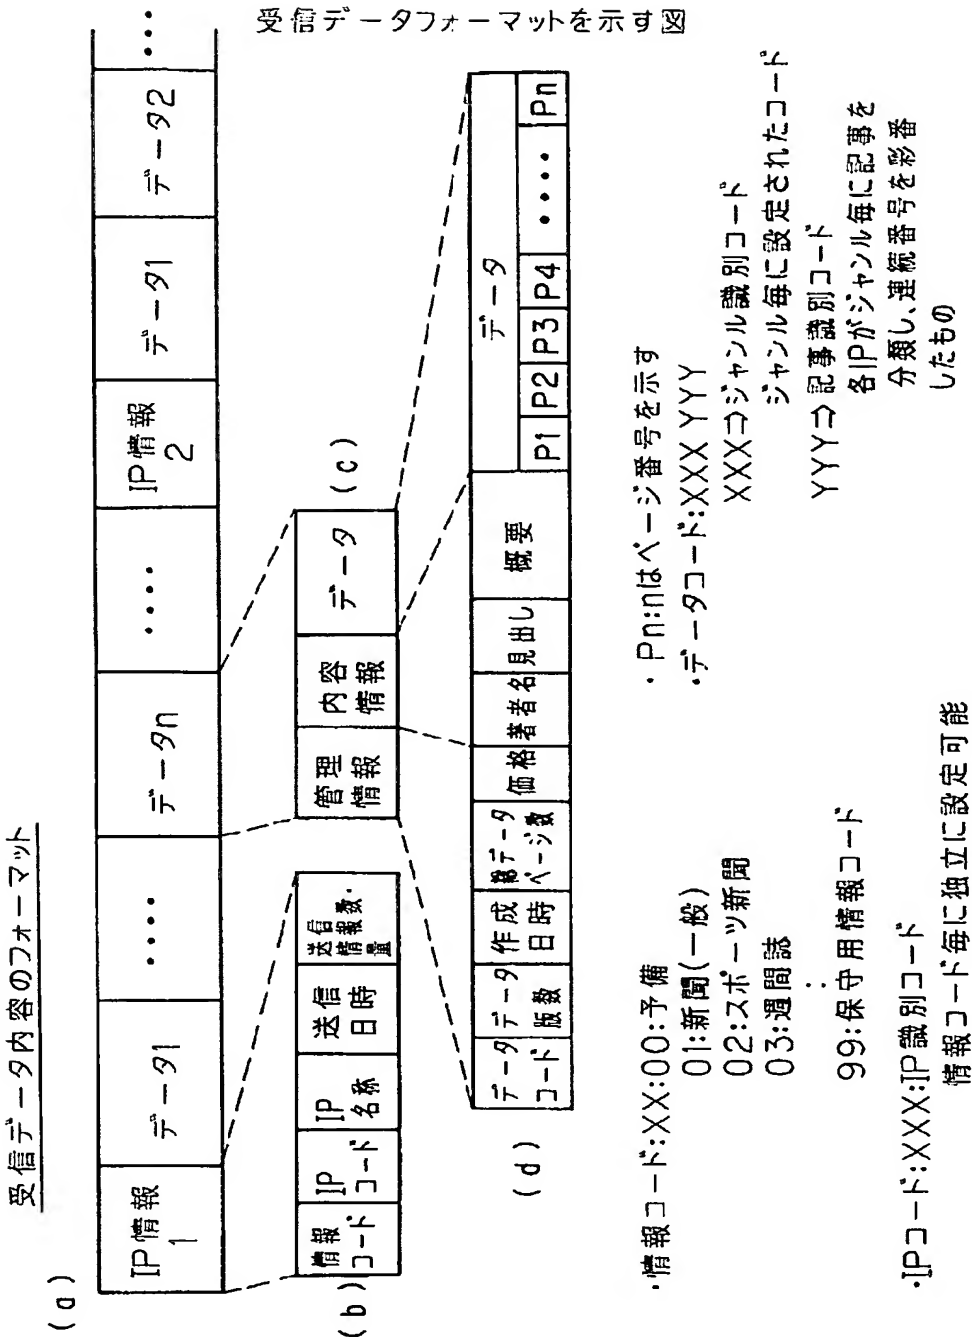 受信データフォーマットを示す図
受信データ内容のフォーマット
(a)
IP情報1 データ1 ‥‥ データn ‥‥ IP情報2 データ1 データ2 ‥‥
(b)
情報コード IPコード IP名称 送信日時 送信情報数・情報量
(c)
管理情報 内容情報 データ
(d)
データコード データ版数 作成日時 総データページ数 価格 著者名 見出し 概要 データ
P1 P2 P3 P4 ‥‥ Pn
・情報コード:XX:00:予備
01:新聞(一般)
02:スポーツ新聞
03:週間誌
:
99:保守用情報コード
・IPコード:XXX:IP識別コード
情報コード毎に独立に設定可能
・Pn:nはページ番号を示す
・データコード:XXX YYY
XXX⇒ジャンル識別コード
ジャンル毎に設定されたコード
YYY⇒記事識別コード
各IPがジャンル毎に記事を
分類し、連続番号を彩番
したもの